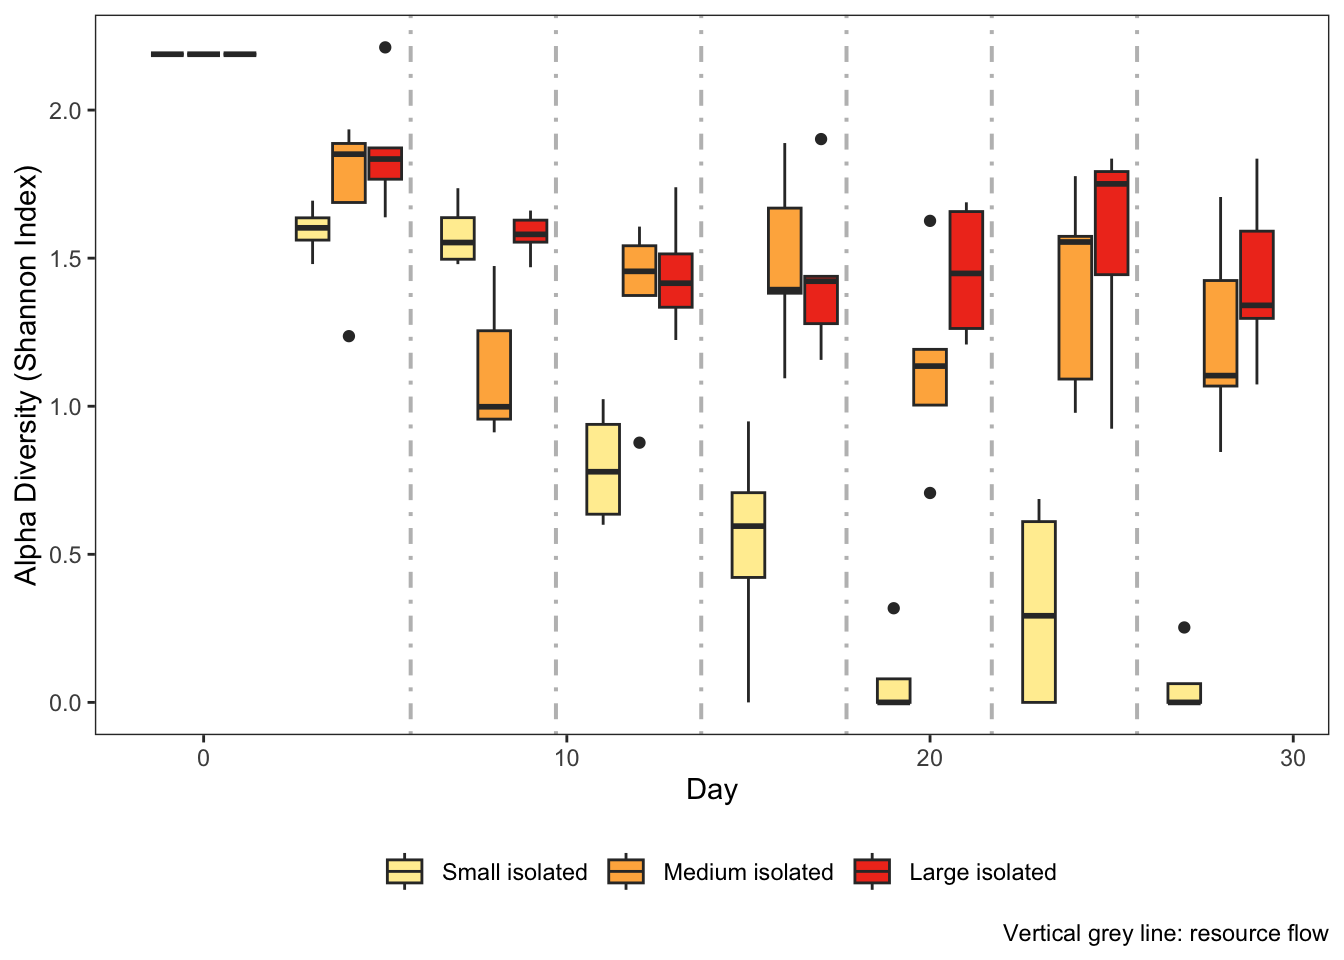 Alpha Diversity (Shannon Index)
2.0
1.5
1.0
0.5
0.0
0 10 20 30
Day
Small isolated Medium isolated Large isolated
Vertical grey line: resource flow